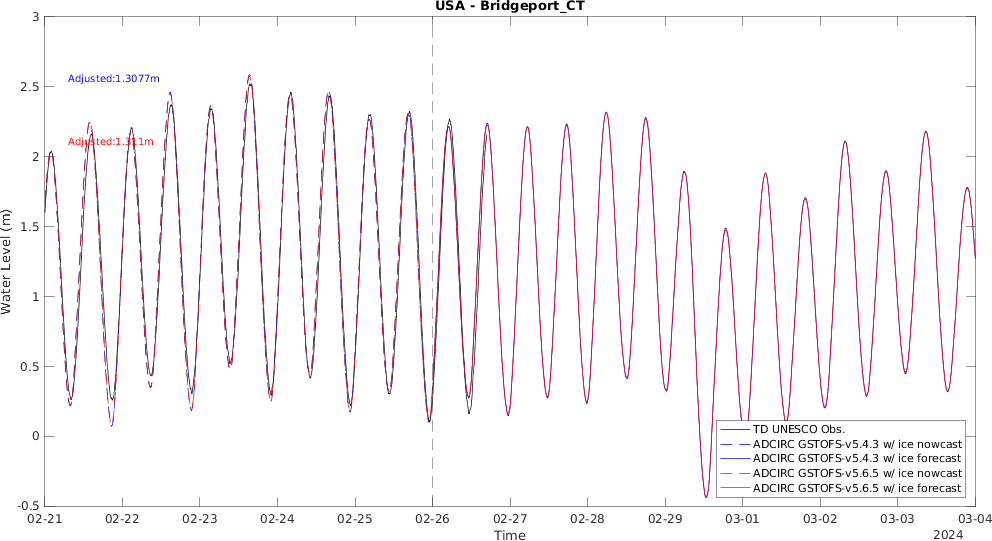 USA - Bridgeport_CT
3
2.5
2
1.5
1
0.5
0
-0.5
Water Level (m)
Adjusted:1.3077m
Adjusted:1.311m
TD UNESCO Obs.
ADCIRC GSTOFS-v5.4.3 w/ ice nowcast
ADCIRC GSTOFS-v5.4.3 w/ ice forecast
ADCIRC GSTOFS-v5.6.5 w/ ice nowcast
ADCIRC GSTOFS-v5.6.5 w/ ice forecast
02-21 02-22 02-23 02-24 02-25 02-26 02-27 02-28 02-29 03-01 03-02 03-03 03-04
Time
2024